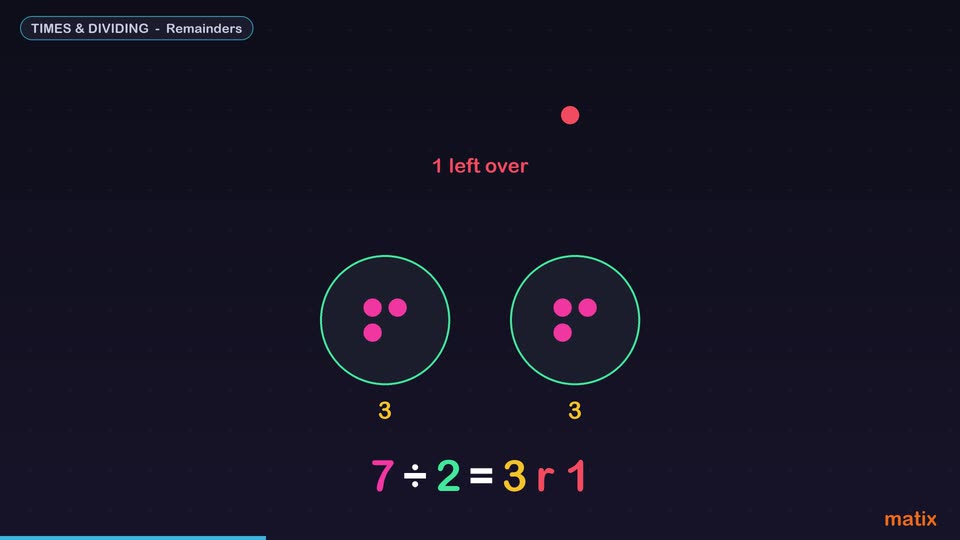 TIMES & DIVIDING - Remainders
1 left over
3 3
7 ÷ 2 = 3 r 1
matix